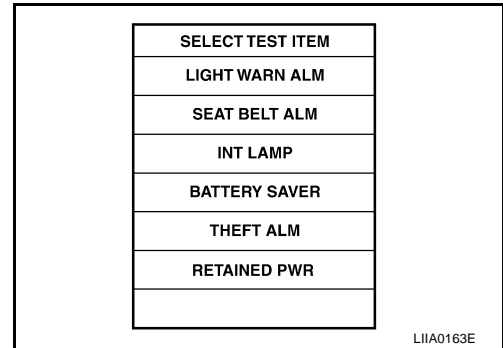 SELECT TEST ITEM
LIGHT WARN ALM
SEAT BELT ALM
INT LAMP
BATTERY SAVER
THEFT ALM
RETAINED PWR
LIIA0163E